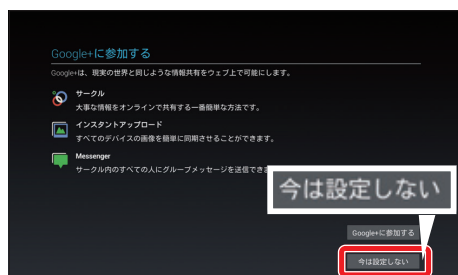 Google+に参加する
Google+は、現実の世界と同じような情報共有をウェブ上で可能にします。
サークル
大事な情報をオンラインで共有する一番簡単な方法です。
インスタントアップロード
すべてのデバイスの画像を簡単に同期させることができます。
Messenger
サークル内のすべての人にグループメッセージを送信できま
今は設定しない
Google+に参加する
今は設定しない